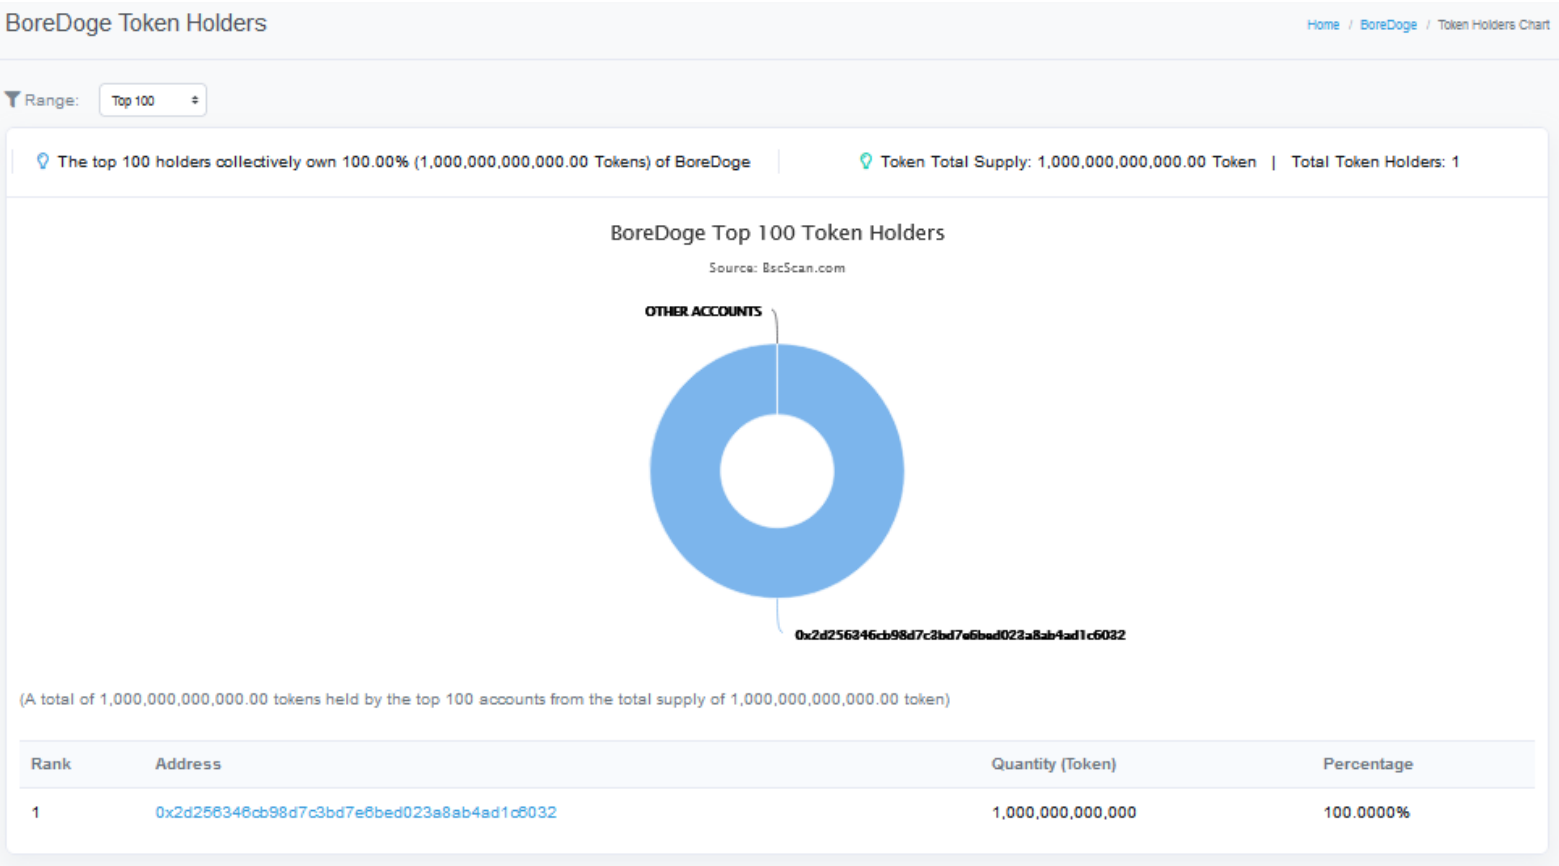 BoreDoge Token Holders
Home / BoreDoge / Token Holders Chart
Range: Top 100
The top 100 holders collectively own 100.00% (1,000,000,000,000.00 Tokens) of BoreDoge
Token Total Supply: 1,000,000,000,000.00 Token | Total Token Holders: 1
BoreDoge Top 100 Token Holders
Source: BscScan.com
OTHER ACCOUNTS
0x2d256346cb98d7c3bd7e6bed023a8ab4ad1c6032
(A total of 1,000,000,000,000.00 tokens held by the top 100 accounts from the total supply of 1,000,000,000,000.00 token)
Rank Address Quantity (Token) Percentage
1 0x2d256346cb98d7c3bd7e6bed023a8ab4ad1c6032 1,000,000,000,000 100.0000%